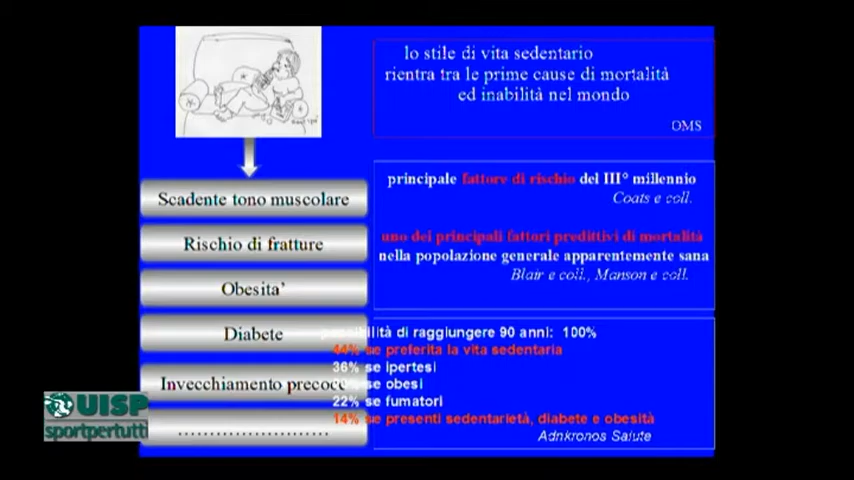 lo stile di vita sedentario
rientra tra le prime cause di mortalità
ed inabilità nel mondo
OMS
Scadente tono muscolare
Rischio di fratture
Obesita'
Diabete
Invecchiamento precoce
........................
principale fattore di rischio del III° millennio
Coats e coll.
uno dei principali fattori predittivi di mortalità
nella popolazione generale apparentemente sana
Blair e coll., Manson e coll.
di raggiungere 90 anni: 100%
44% se preferita la vita sedentaria
36% se ipertesi
se obesi
22% se fumatori
14% se presenti sedentarietà, diabete e obesità
Adnkronos Salute
UISP
sportpertutti